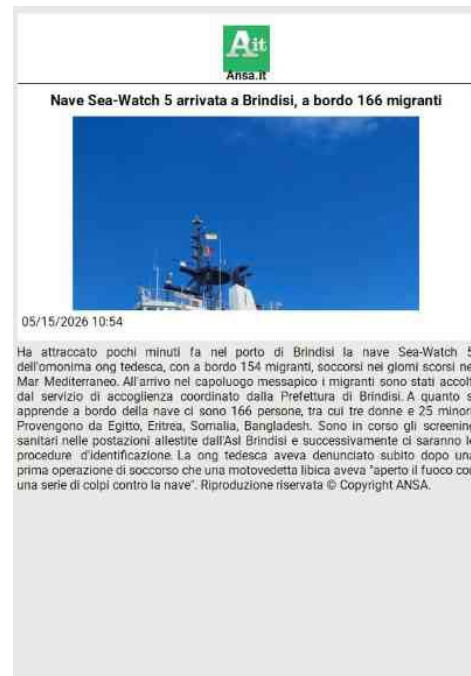 Ait
Ansa.it
Nave Sea-Watch 5 arrivata a Brindisi, a bordo 166 migranti
05/15/2026 10:54
Ha attraccato pochi minuti fa nel porto di Brindisi la nave Sea-Watch 5
dell'omonima ong tedesca, con a bordo 154 migranti, soccorsi nei giorni scorsi ne
Mar Mediterraneo. All'arrivo nel capoluogo messapico i migranti sono stati accolt
dal servizio di accoglienza coordinato dalla Prefettura di Brindisi. A quanto s
apprende a bordo della nave ci sono 166 persone, tra cui tre donne e 25 minor
Provengono da Egitto, Eritrea, Somalia, Bangladesh. Sono in corso gli screening
sanitari nelle postazioni allestite dall'Asl Brindisi e successivamente ci saranno le
procedure d'identificazione. La ong tedesca aveva denunciato subito dopo una
prima operazione di soccorso che una motovedetta libica aveva "aperto il fuoco con
una serie di colpi contro la nave". Riproduzione riservata © Copyright ANSA.